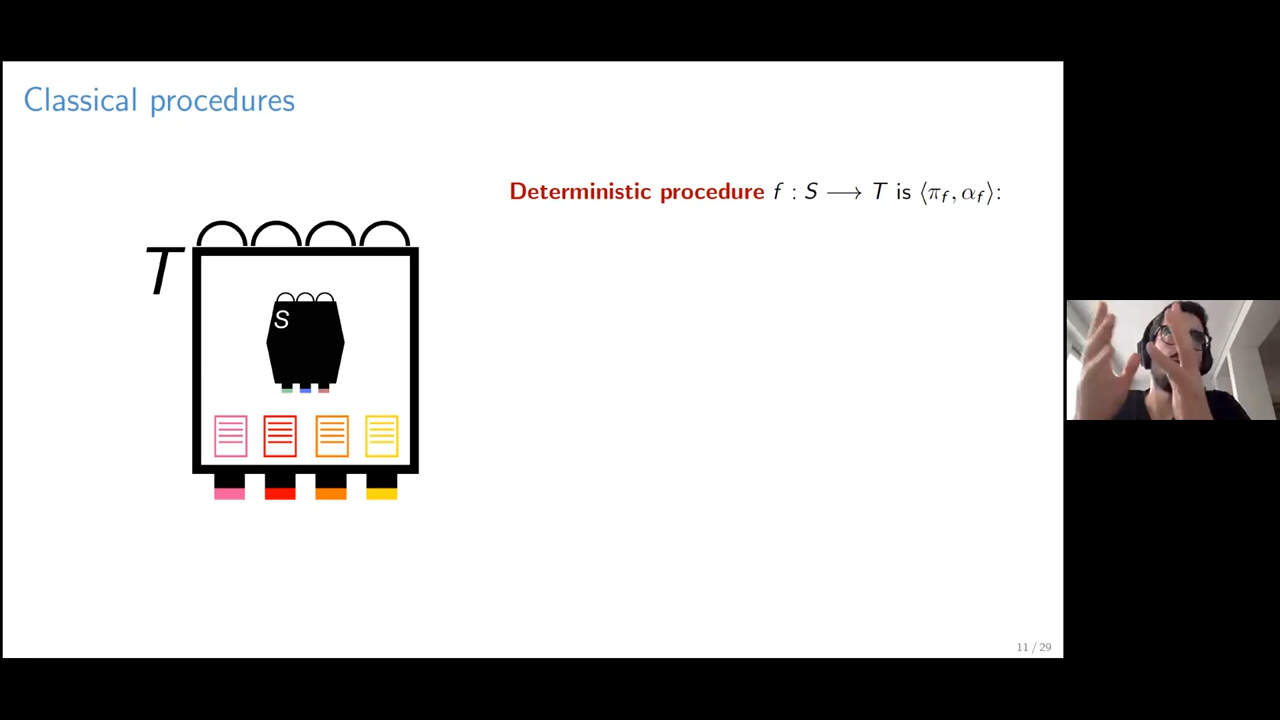 Classical procedures
Deterministic procedure f : S ⟶ T is ⟨π_f, α_f⟩:
T
S
11 / 29